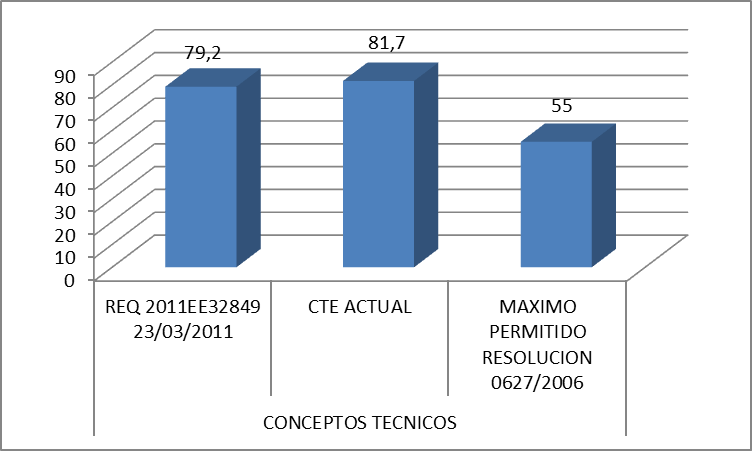 79,2
81,7
55
90
80
70
60
50
40
30
20
10
0
REQ 2011EE32849
23/03/2011
CTE ACTUAL
MAXIMO
PERMITIDO
RESOLUCION
0627/2006
CONCEPTOS TECNICOS